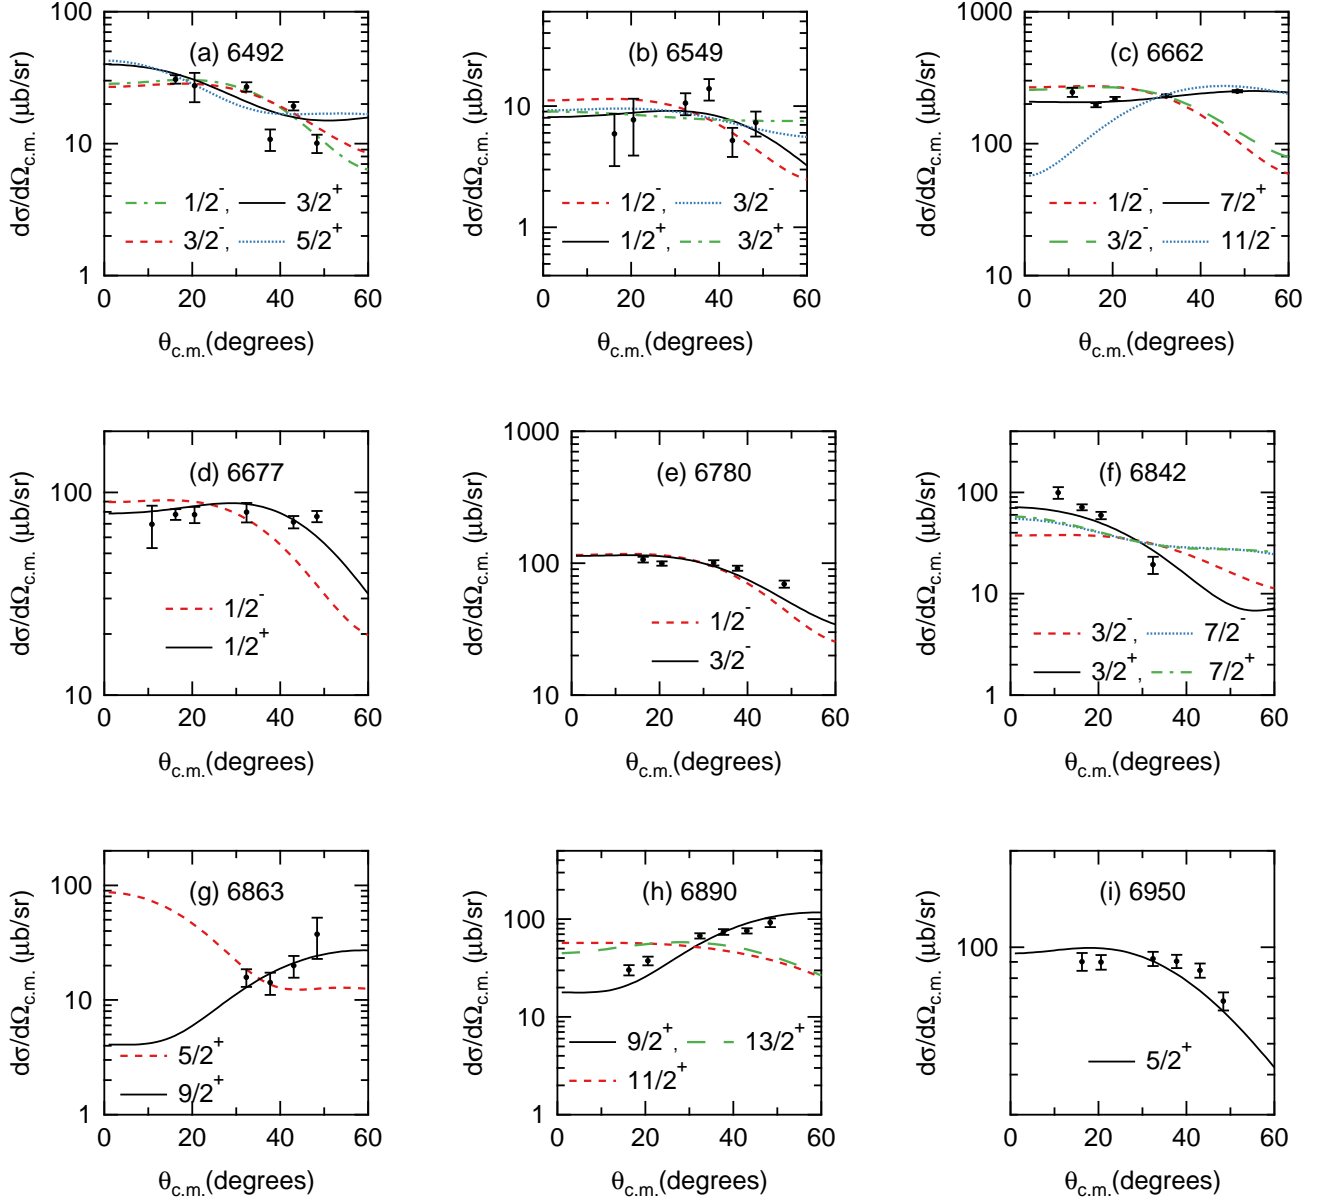 (a) 6492
dσ/dΩc.m. (μb/sr)
100
10
1
1/2-, 3/2+
3/2-, 5/2+
0 20 40 60
θc.m.(degrees)
(b) 6549
dσ/dΩc.m. (μb/sr)
10
1
1/2-, 3/2-
1/2+, 3/2+
0 20 40 60
θc.m.(degrees)
(c) 6662
dσ/dΩc.m. (μb/sr)
1000
100
10
1/2-, 7/2+
3/2-, 11/2-
0 20 40 60
θc.m.(degrees)
(d) 6677
dσ/dΩc.m. (μb/sr)
100
10
1/2-
1/2+
0 20 40 60
θc.m.(degrees)
(e) 6780
dσ/dΩc.m. (μb/sr)
1000
100
10
1/2-
3/2-
0 20 40 60
θc.m.(degrees)
(f) 6842
dσ/dΩc.m. (μb/sr)
100
10
1
3/2-, 7/2-
3/2+, 7/2+
0 20 40 60
θc.m.(degrees)
(g) 6863
dσ/dΩc.m. (μb/sr)
100
10
1
5/2+
9/2+
0 20 40 60
θc.m.(degrees)
(h) 6890
dσ/dΩc.m. (μb/sr)
100
10
1
9/2+, 13/2+
11/2+
0 20 40 60
θc.m.(degrees)
(i) 6950
dσ/dΩc.m. (μb/sr)
100
5/2+
0 20 40 60
θc.m.(degrees)